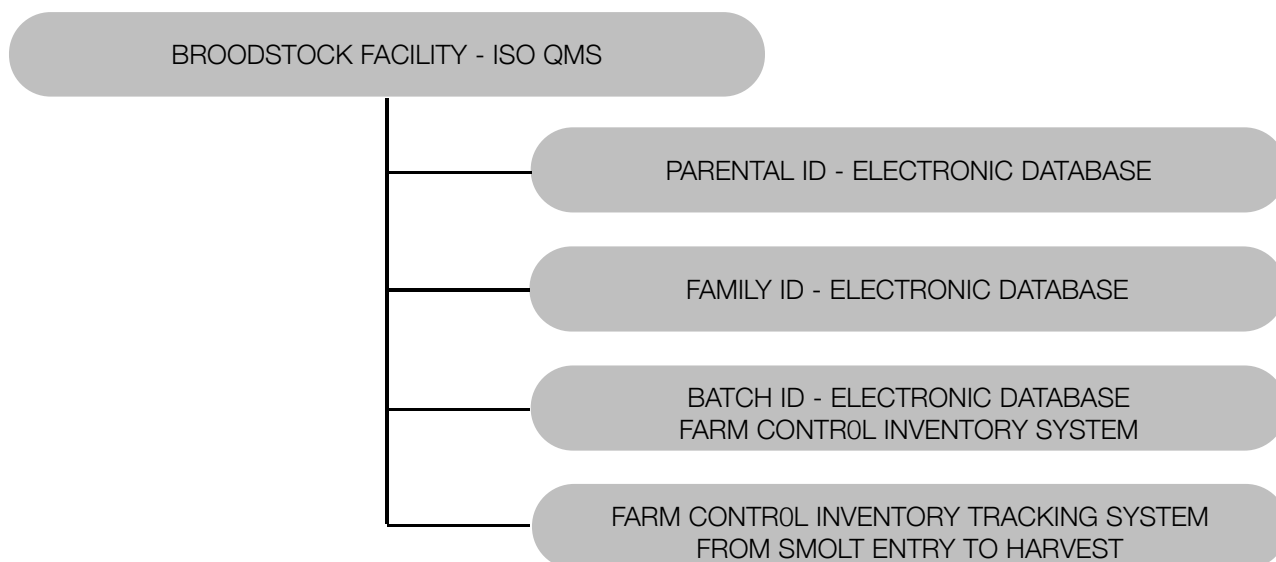 BROODSTOCK FACILITY - ISO QMS
PARENTAL ID - ELECTRONIC DATABASE
FAMILY ID - ELECTRONIC DATABASE
BATCH ID - ELECTRONIC DATABASE
FARM CONTR0L INVENTORY SYSTEM
FARM CONTR0L INVENTORY TRACKING SYSTEM
FROM SMOLT ENTRY TO HARVEST